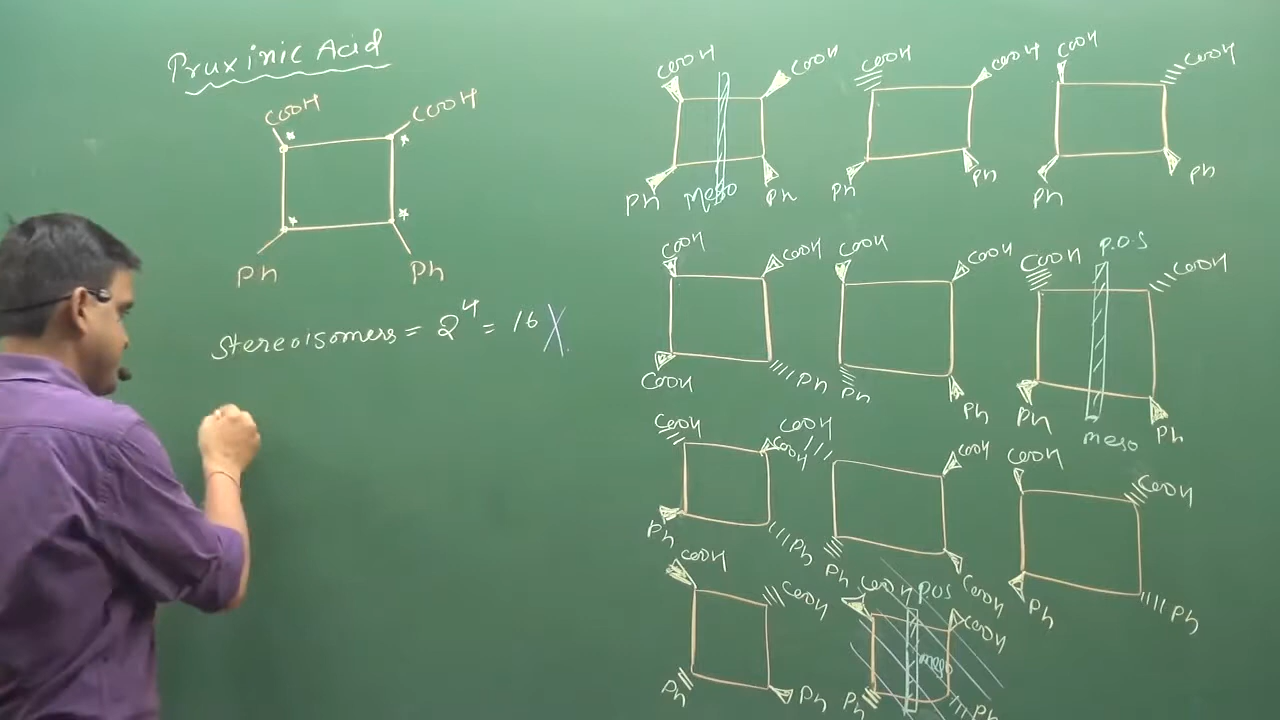 Pruxinic Acid
COOH COOH
Ph Ph
Stereoisomers = 2⁴ = 16 X
COOH COOH COOH COOH COOH COOH
Ph Meso Ph Ph Ph Ph Ph
COOH COOH COOH COOH COOH P.O.S COOH
COOH Ph Ph Ph Ph meso Ph
COOH COOH COOH COOH COOH COOH
Ph Ph Ph COOH Ph Ph
COOH COOH COOH POS COOH
Ph Ph Ph meso Ph